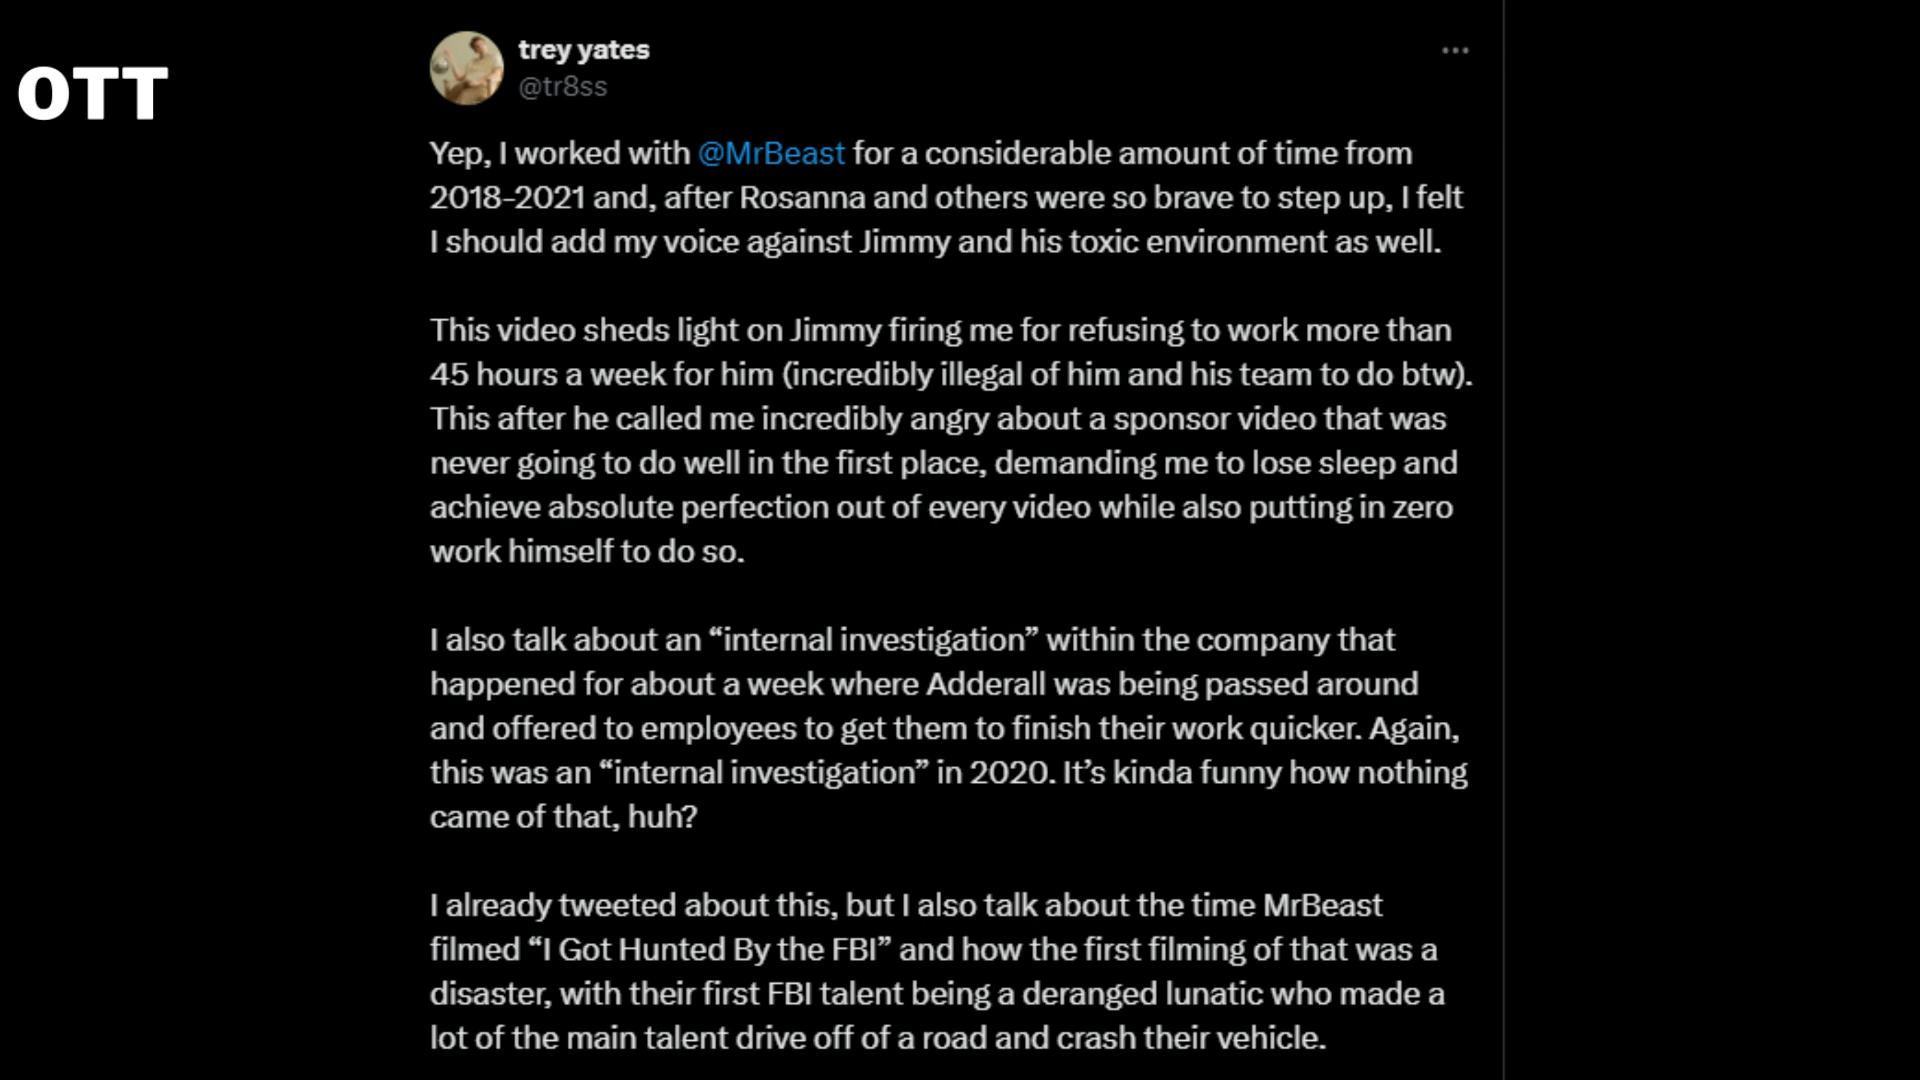 OTT
trey yates
@tr8ss
Yep, I worked with @MrBeast for a considerable amount of time from
2018-2021 and, after Rosanna and others were so brave to step up, I felt
I should add my voice against Jimmy and his toxic environment as well.
This video sheds light on Jimmy firing me for refusing to work more than
45 hours a week for him (incredibly illegal of him and his team to do btw).
This after he called me incredibly angry about a sponsor video that was
never going to do well in the first place, demanding me to lose sleep and
achieve absolute perfection out of every video while also putting in zero
work himself to do so.
I also talk about an “internal investigation” within the company that
happened for about a week where Adderall was being passed around
and offered to employees to get them to finish their work quicker. Again,
this was an “internal investigation” in 2020. It’s kinda funny how nothing
came of that, huh?
I already tweeted about this, but I also talk about the time MrBeast
filmed “I Got Hunted By the FBI” and how the first filming of that was a
disaster, with their first FBI talent being a deranged lunatic who made a
lot of the main talent drive off of a road and crash their vehicle.